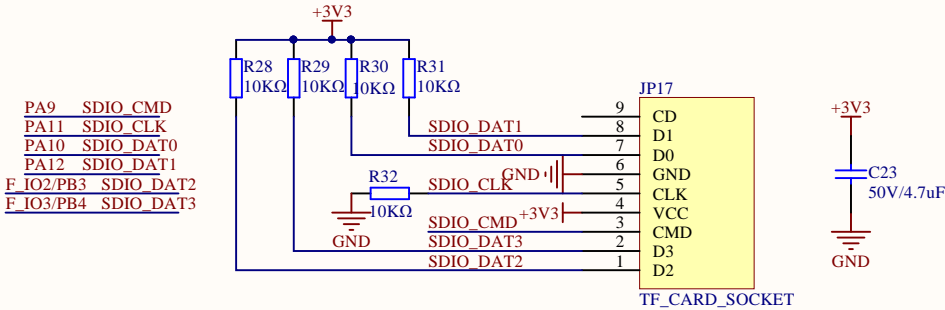 +3V3
R28 R29 R30 R31
10KΩ 10KΩ 10KΩ 10KΩ
JP17
PA9 SDIO_CMD
PA11 SDIO_CLK
PA10 SDIO_DAT0
PA12 SDIO_DAT1
F_IO2/PB3 SDIO_DAT2
F_IO3/PB4 SDIO_DAT3
9 CD
SDIO_DAT1 8 D1
SDIO_DAT0 7 D0
GND 6 GND
R32 SDIO_CLK 5 CLK
10KΩ
+3V3 4 VCC
SDIO_CMD 3 CMD
GND
SDIO_DAT3 2 D3
SDIO_DAT2 1 D2
TF_CARD_SOCKET
+3V3
C23
50V/4.7uF
GND